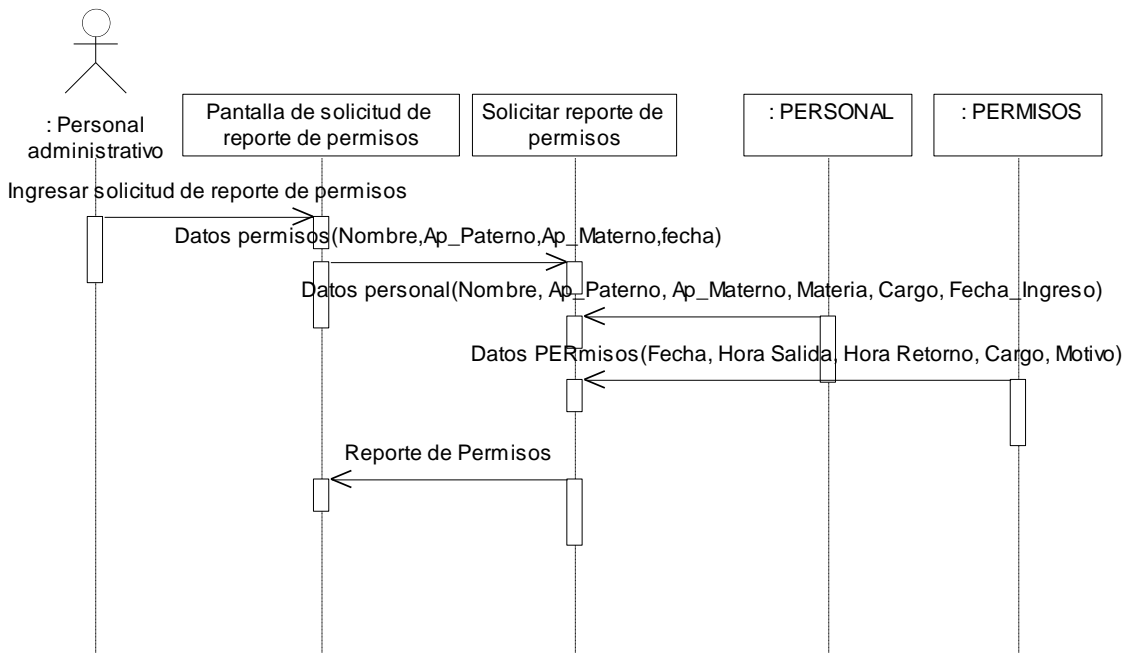 : Personal
administrativo
Pantalla de solicitud de
reporte de permisos
Solicitar reporte de
permisos
: PERSONAL
: PERMISOS
Ingresar solicitud de reporte de permisos
Datos permisos(Nombre,Ap_Paterno,Ap_Materno,fecha)
Datos personal(Nombre, Ap_Paterno, Ap_Materno, Materia, Cargo, Fecha_Ingreso)
Datos PERmisos(Fecha, Hora Salida, Hora Retorno, Cargo, Motivo)
Reporte de Permisos